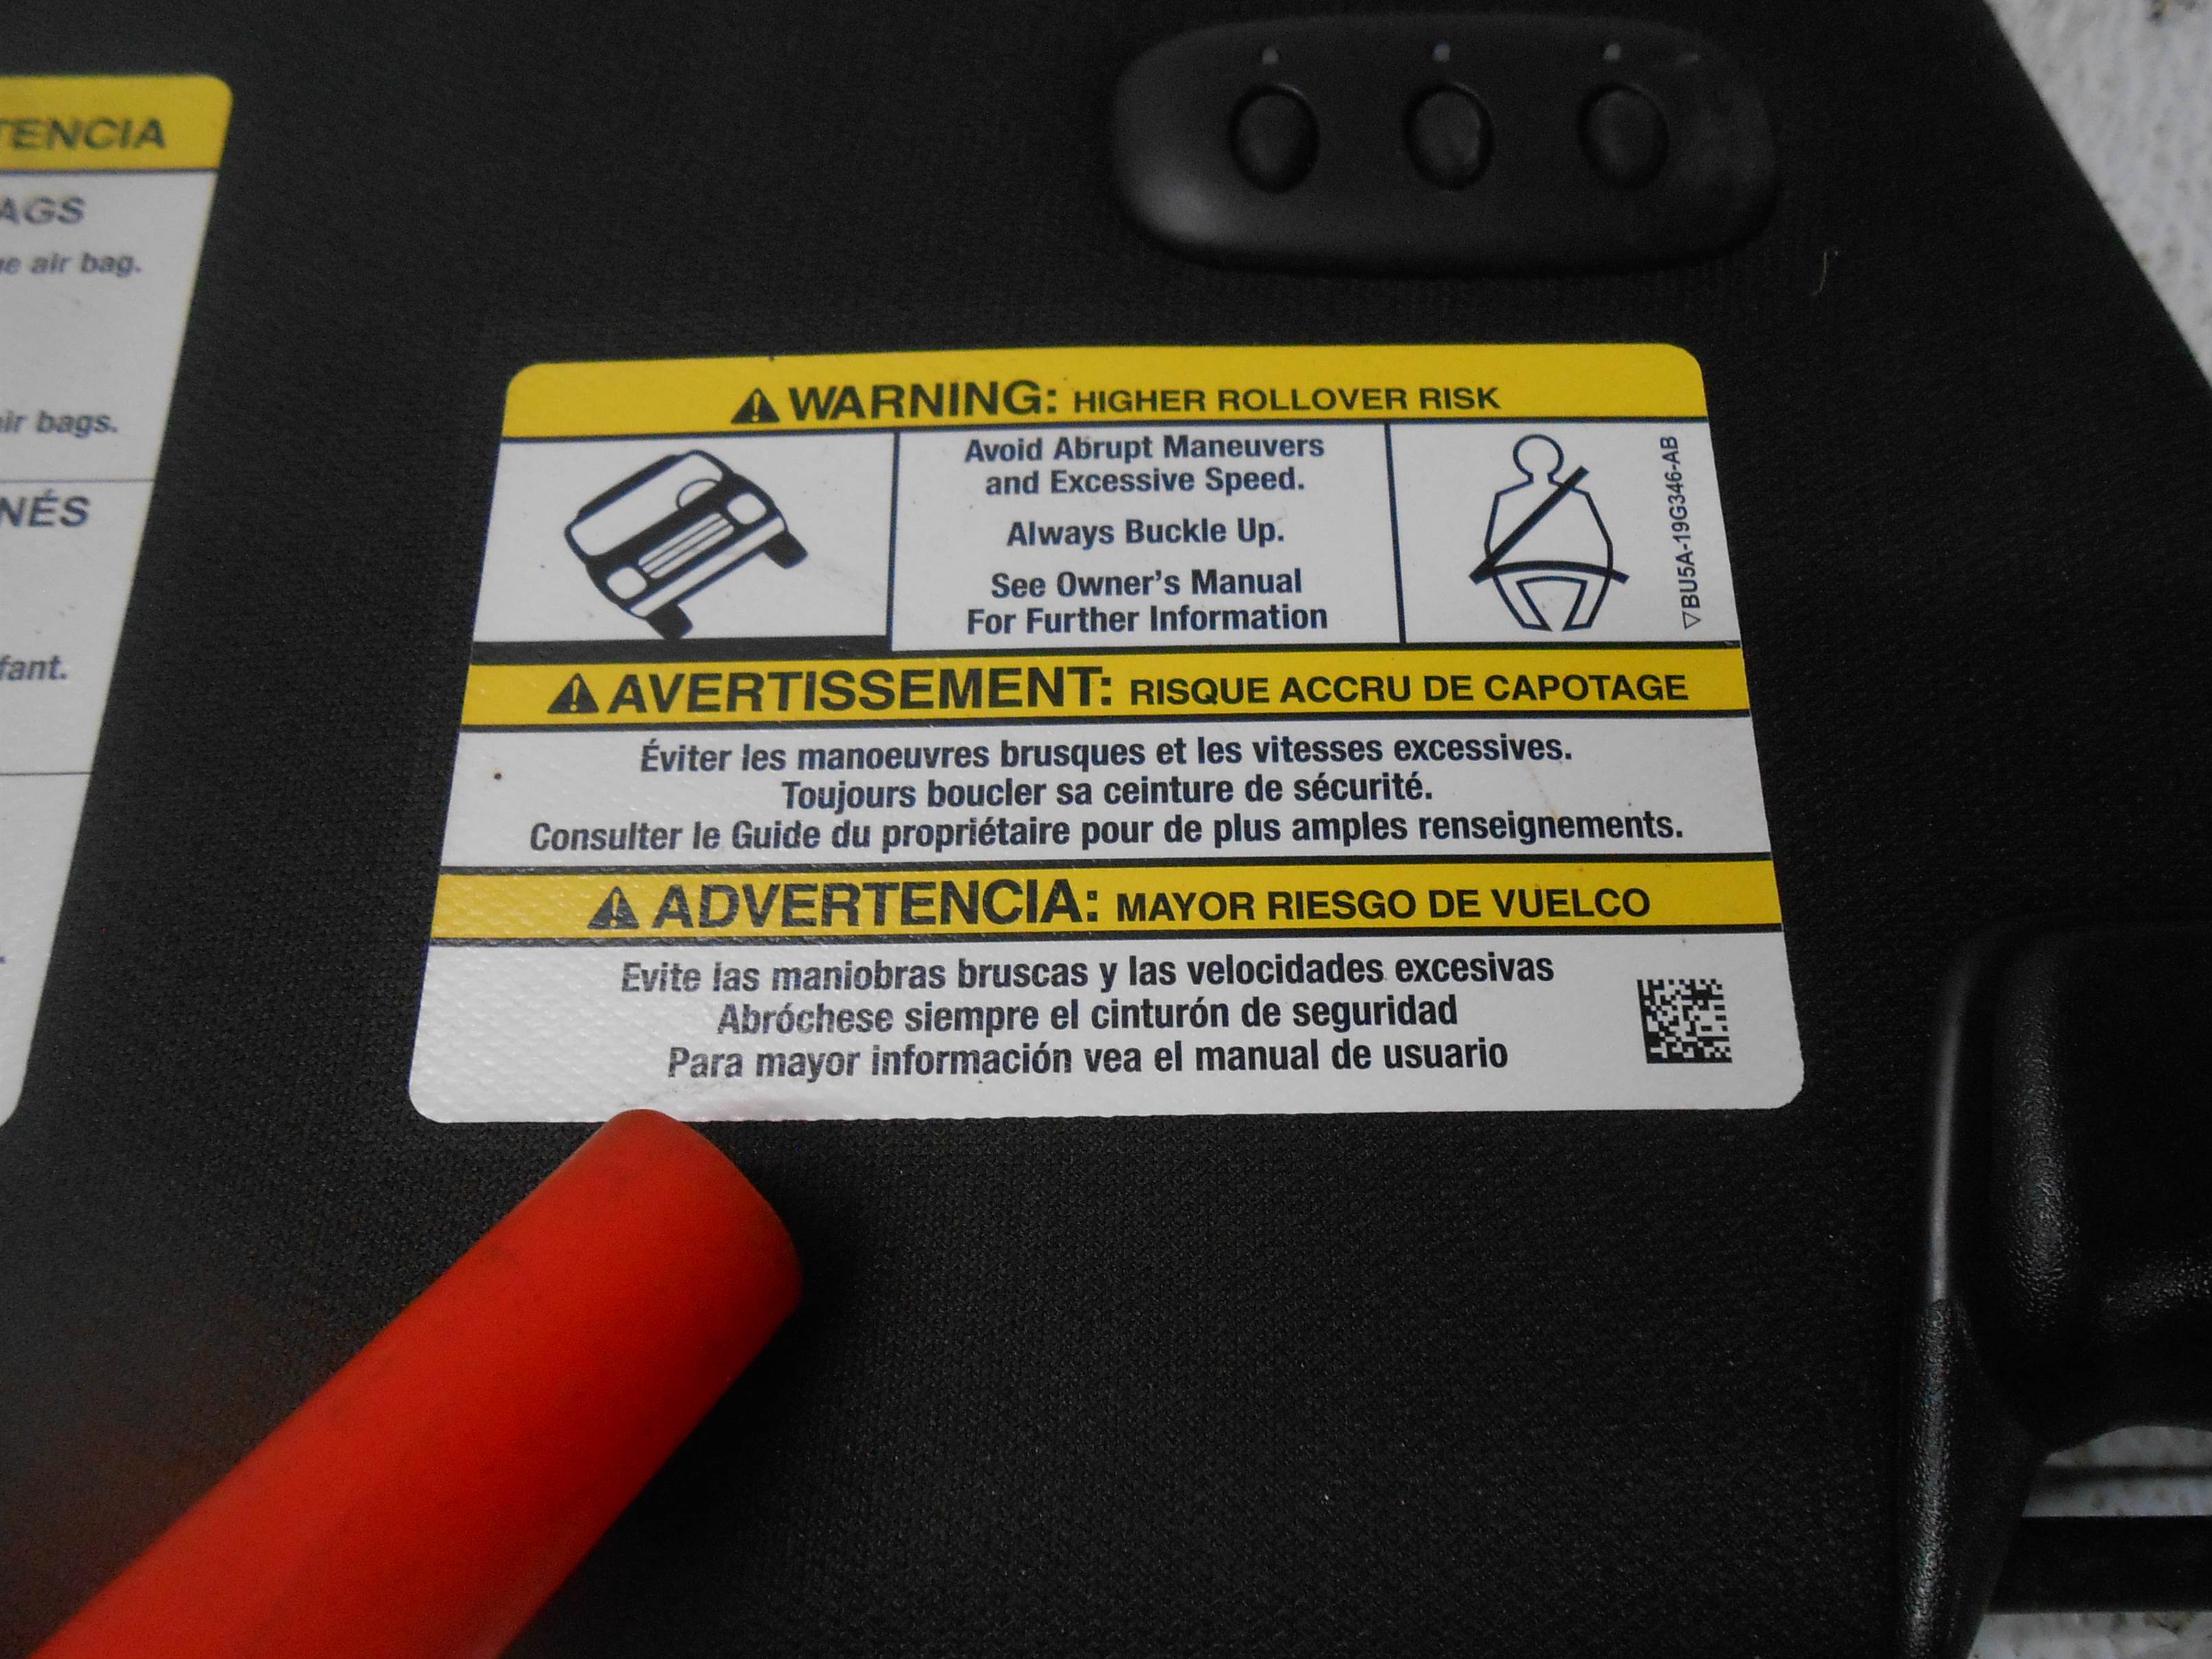 TENCIA
AGS
e air bag.
air bags.
NÉS
fant.
WARNING: HIGHER ROLLOVER RISK
Avoid Abrupt Maneuvers
and Excessive Speed.
Always Buckle Up.
See Owner's Manual
For Further Information
BU5A-19G346-AB
AVERTISSEMENT: RISQUE ACCRU DE CAPOTAGE
Éviter les manoeuvres brusques et les vitesses excessives.
Toujours boucler sa ceinture de sécurité.
Consulter le Guide du propriétaire pour de plus amples renseignements.
ADVERTENCIA: MAYOR RIESGO DE VUELCO
Evite las maniobras bruscas y las velocidades excesivas
Abróchese siempre el cinturón de seguridad
Para mayor información vea el manual de usuario